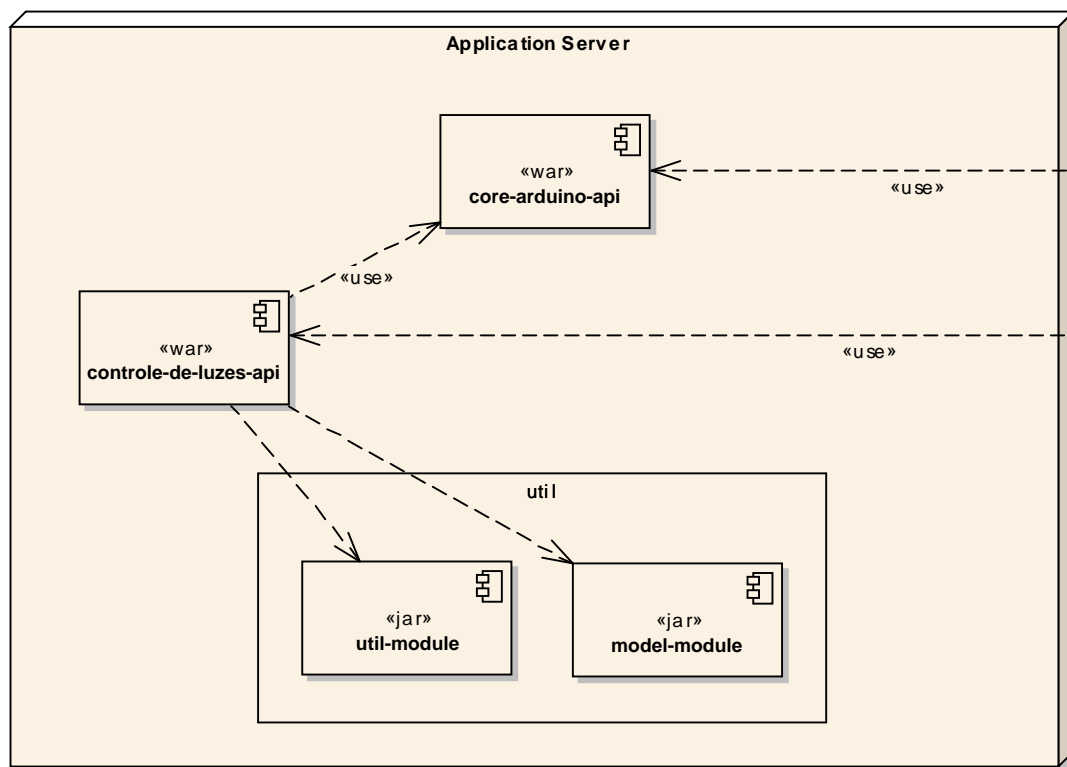 Application Server
«war»
core-arduino-api
«use»
«use»
«war»
controle-de-luzes-api
«use»
util
«jar»
util-module
«jar»
model-module